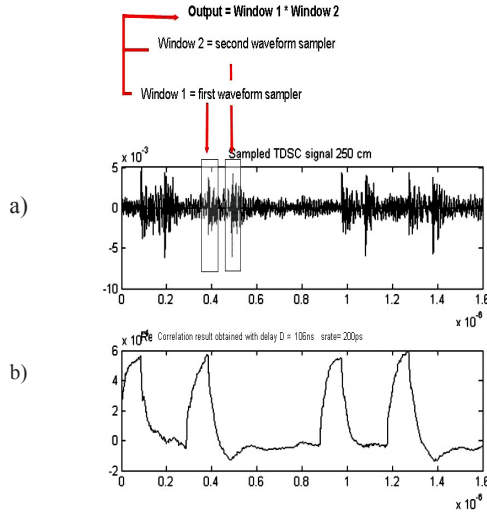 Output = Window 1 * Window 2
Window 2 = second waveform sampler
Window 1 = first waveform sampler
Sampled TDSC signal 250 cm
x 10⁻³
a)
5
0
-5
-10
0 0.2 0.4 0.6 0.8 1 1.2 1.4 1.6
x 10⁻⁶
Correlation result obtained with delay D ≈ 106ns srate= 200ps
b)
6
4
2
0
-2
0 0.2 0.4 0.6 0.8 1 1.2 1.4 1.6
x 10⁻⁶